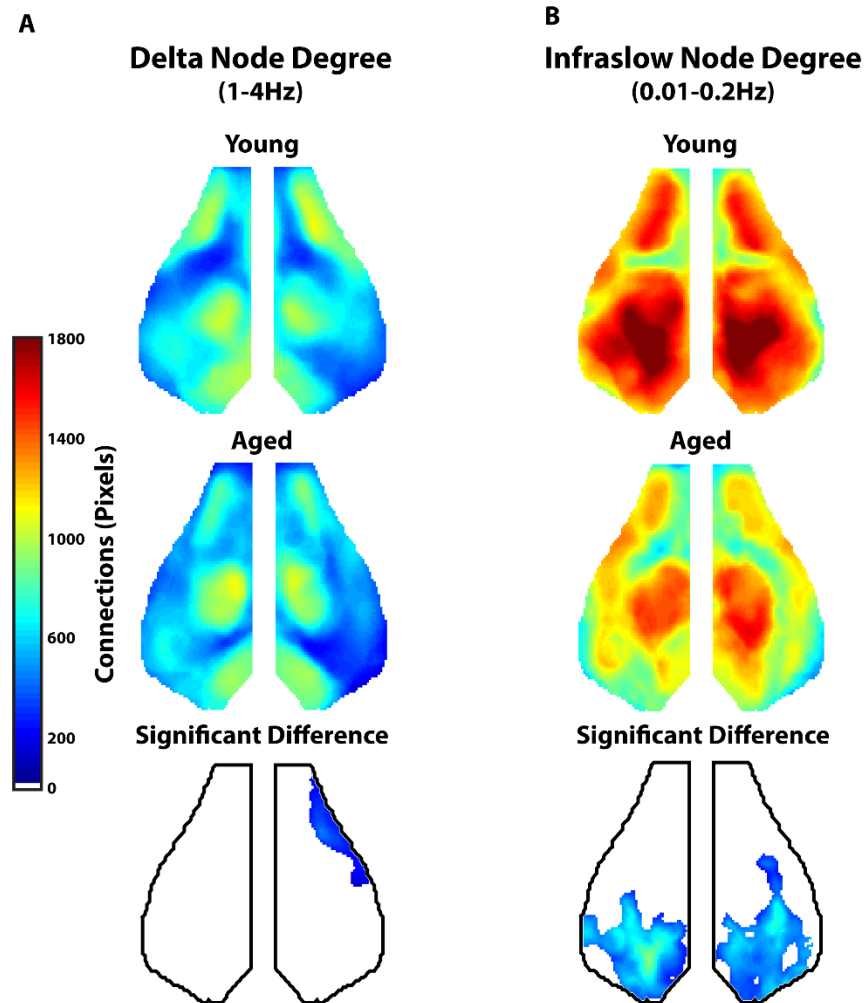 A
Delta Node Degree
(1-4Hz)
Young
Aged
Significant Difference
B
Infraslow Node Degree
(0.01-0.2Hz)
Young
Aged
Significant Difference
1800
1400
1000
600
200
0
Connections (Pixels)